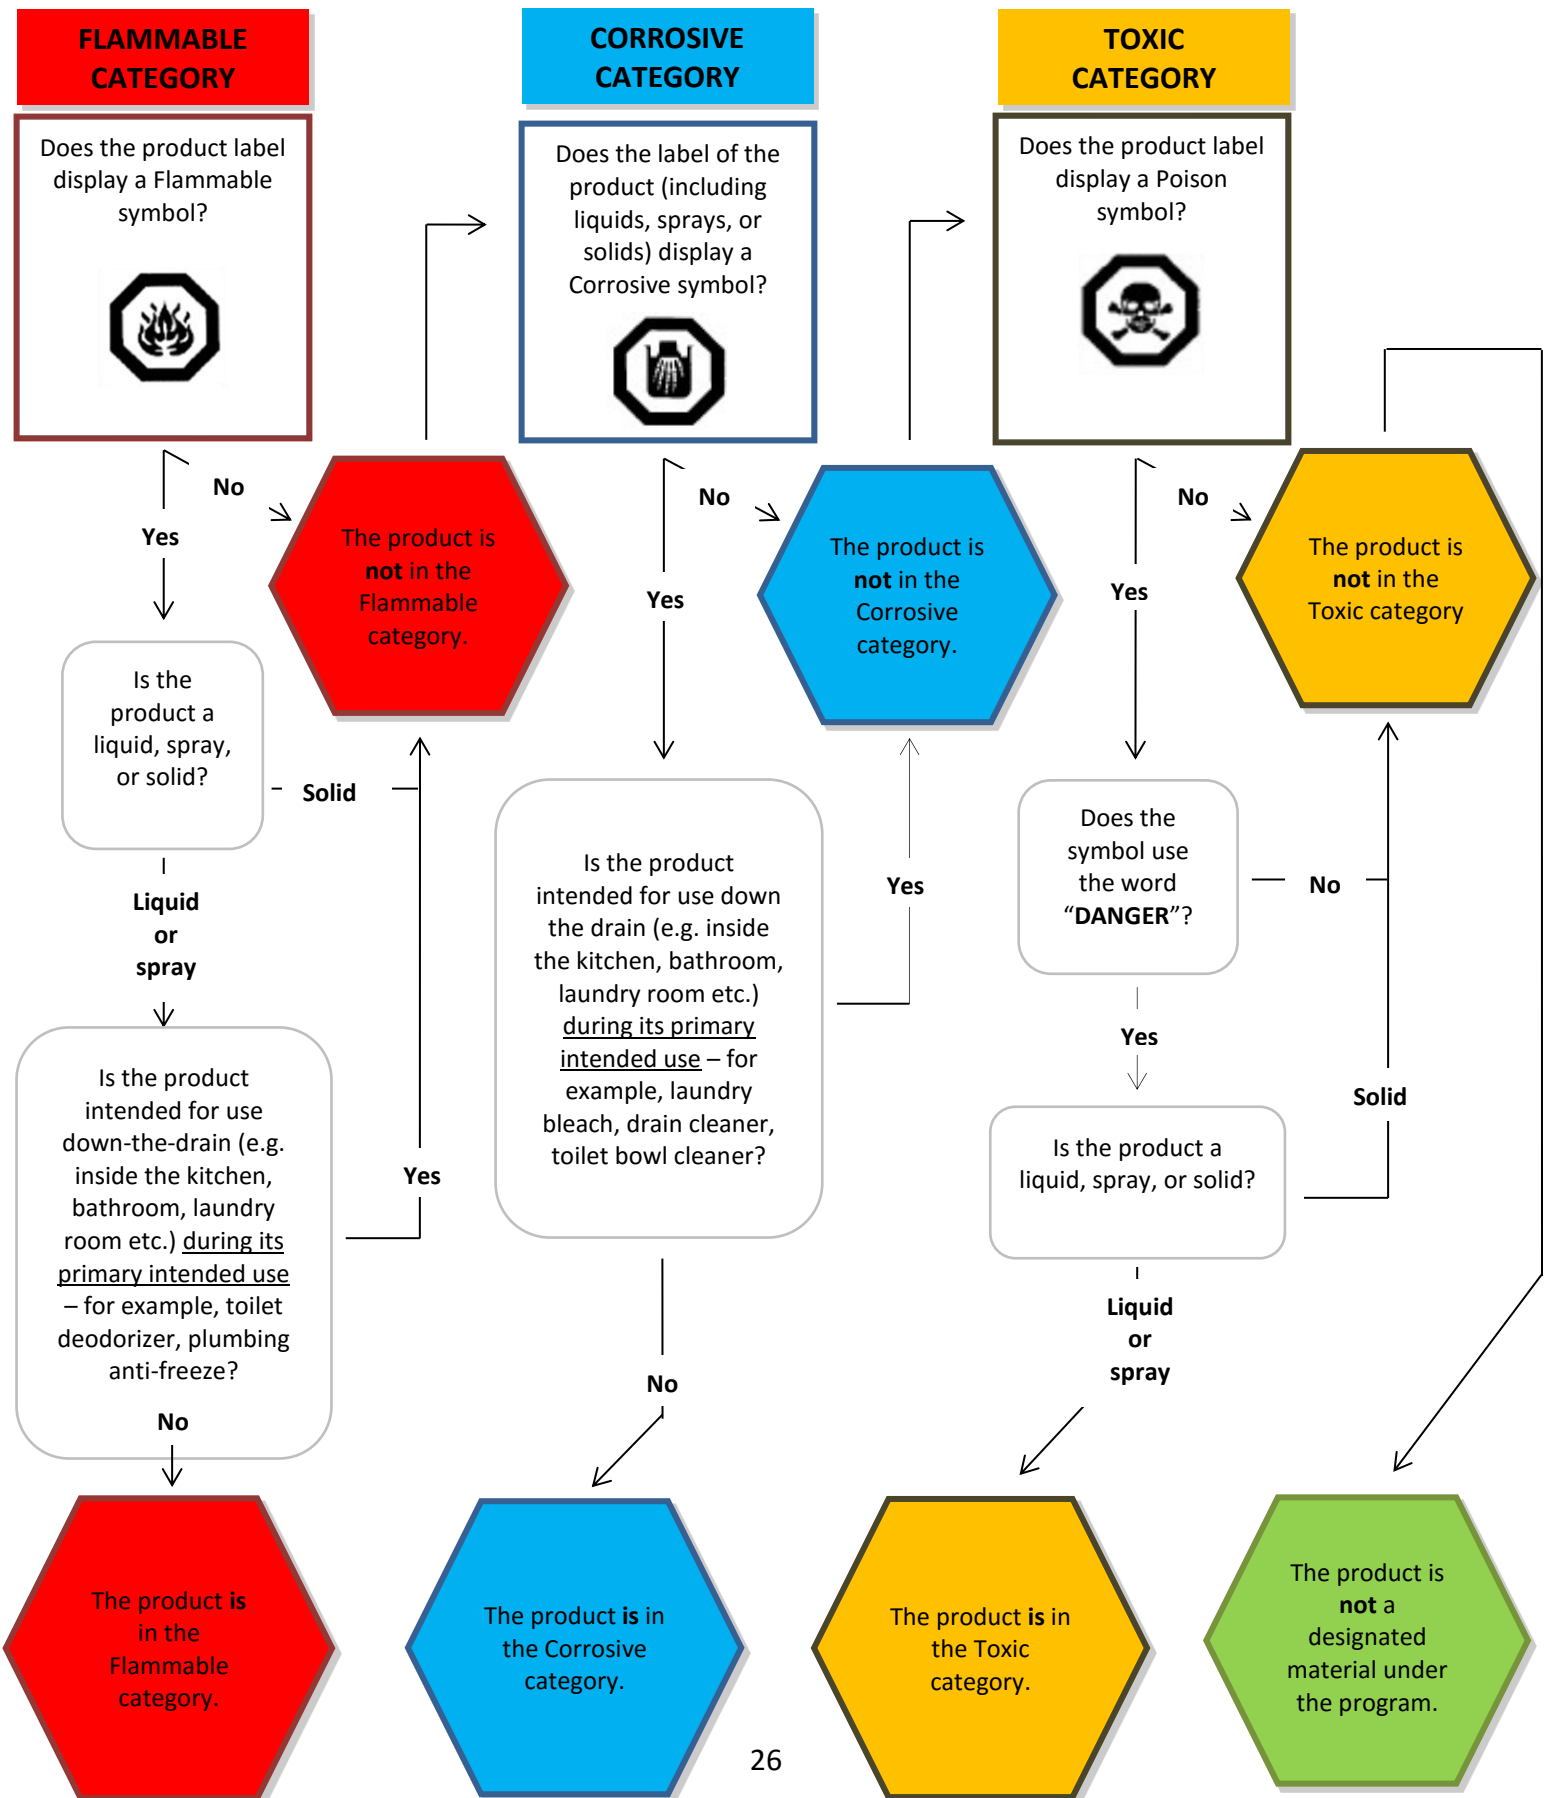 FLAMMABLE
CATEGORY
Does the product label
display a Flammable
symbol?
No
Yes
The product is
not in the
Flammable
category.
Is the
product a
liquid, spray,
or solid?
Solid
Liquid
or
spray
Is the product
intended for use
down-the-drain (e.g.
inside the kitchen,
bathroom, laundry
room etc.) during its
primary intended use
– for example, toilet
deodorizer, plumbing
anti-freeze?
Yes
No
The product is
in the
Flammable
category.
CORROSIVE
CATEGORY
Does the label of the
product (including
liquids, sprays, or
solids) display a
Corrosive symbol?
No
Yes
The product is
not in the
Corrosive
category.
Is the product
intended for use down
the drain (e.g. inside
the kitchen, bathroom,
laundry room etc.)
during its primary
intended use – for
example, laundry
bleach, drain cleaner,
toilet bowl cleaner?
Yes
No
The product is in
the Corrosive
category.
TOXIC
CATEGORY
Does the product label
display a Poison
symbol?
No
Yes
The product is
not in the
Toxic category
Does the
symbol use
the word
“DANGER”?
No
Yes
Is the product a
liquid, spray, or solid?
Solid
Liquid
or
spray
The product is in
the Toxic
category.
The product is
not a
designated
material under
the program.
26